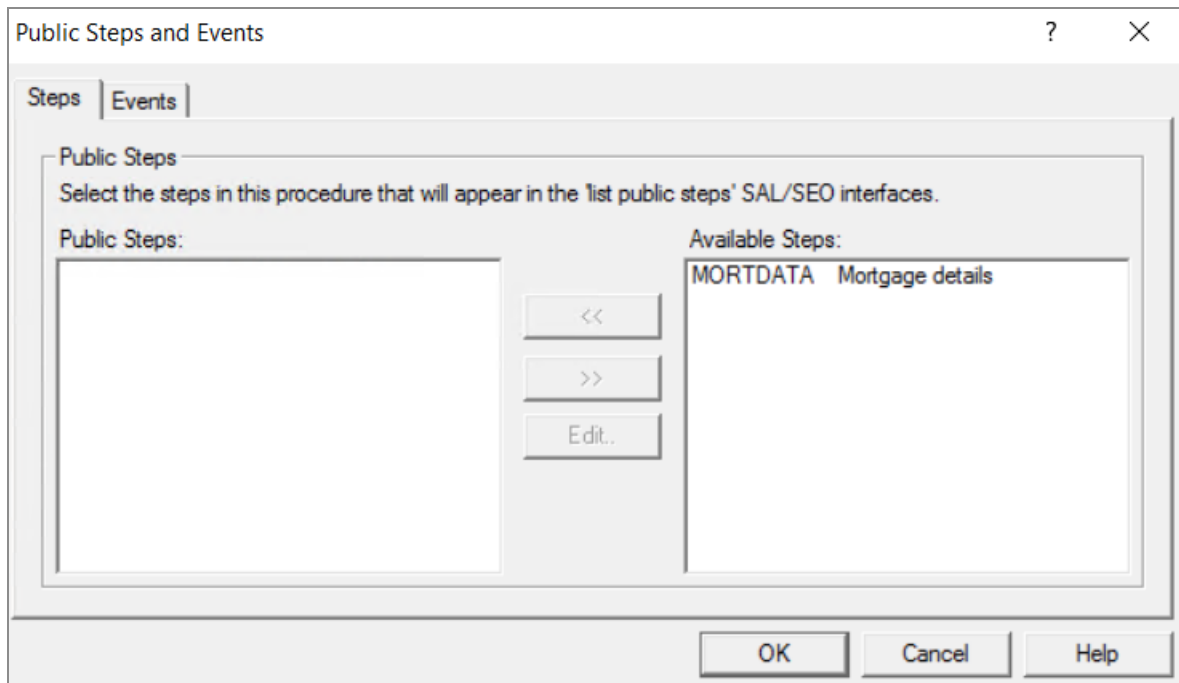 Public Steps and Events
?
Steps
Events
Public Steps
Select the steps in this procedure that will appear in the 'list public steps' SAL/SEO interfaces.
Public Steps:
Available Steps:
MORTDATA Mortgage details
<<
>>
Edit..
OK
Cancel
Help